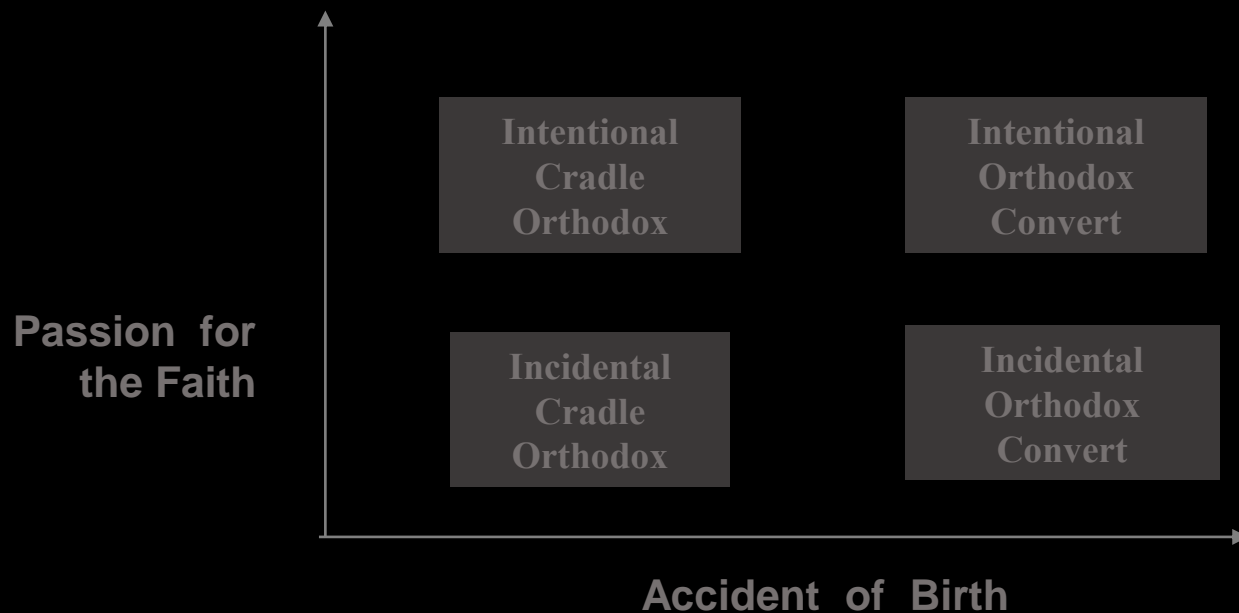 Intentional
Cradle
Orthodox
Intentional
Orthodox
Convert
Passion for
the Faith
Incidental
Cradle
Orthodox
Incidental
Orthodox
Convert
Accident of Birth